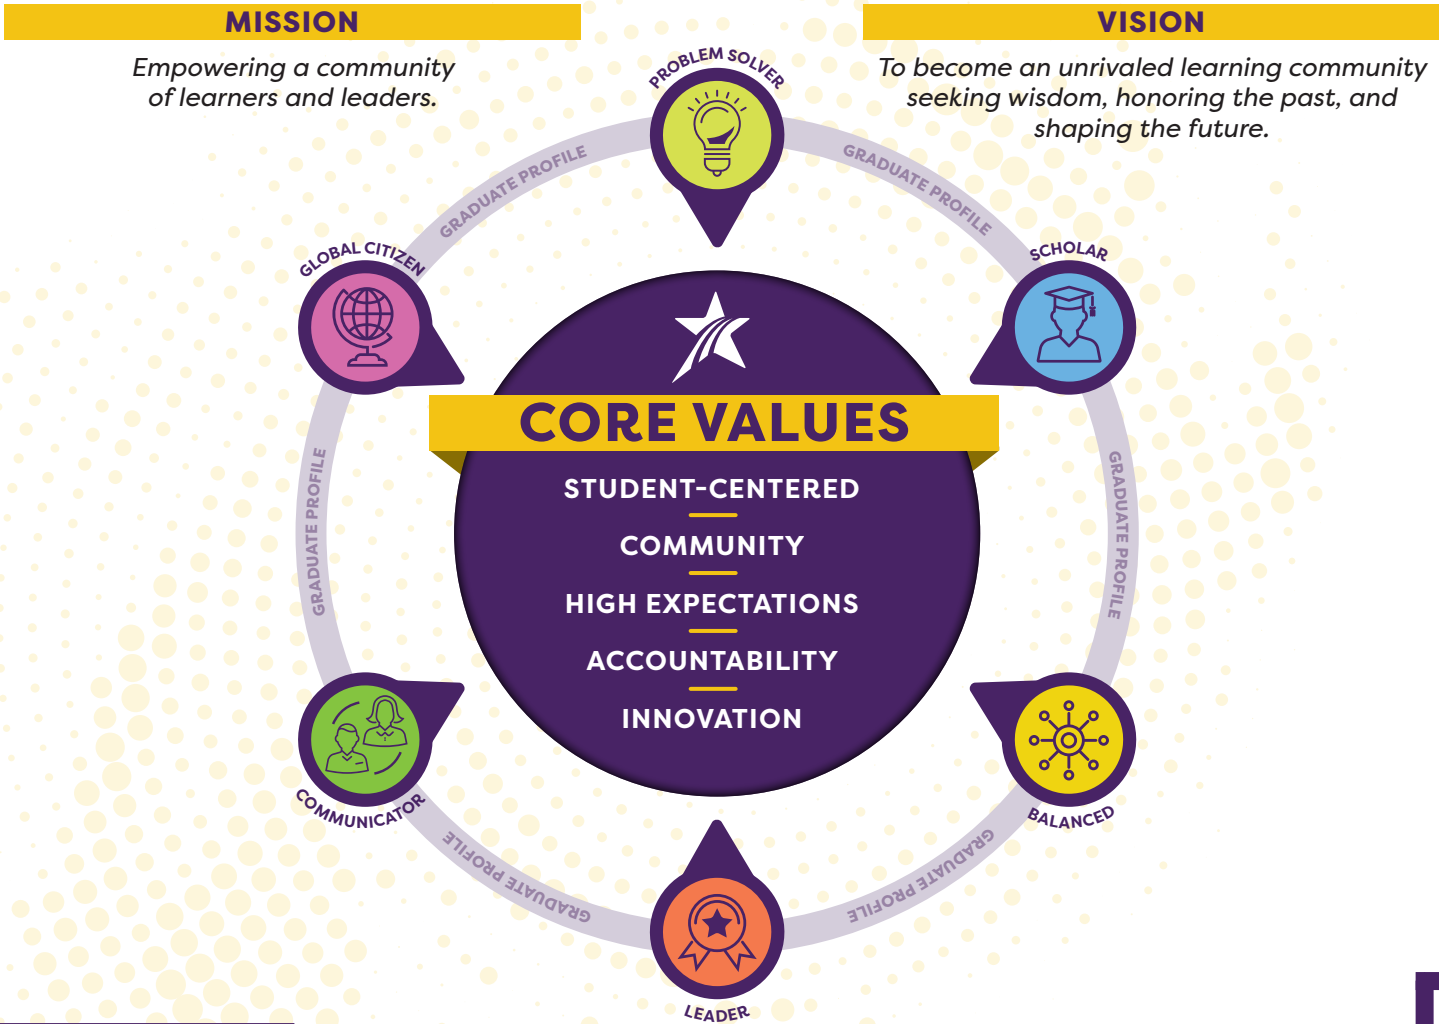 MISSION
Empowering a community
of learners and leaders.
VISION
To become an unrivaled learning community
seeking wisdom, honoring the past, and
shaping the future.
PROBLEM SOLVER
GRADUATE PROFILE
GRADUATE PROFILE
GLOBAL CITIZEN
SCHOLAR
CORE VALUES
STUDENT-CENTERED
COMMUNITY
HIGH EXPECTATIONS
ACCOUNTABILITY
INNOVATION
GRADUATE PROFILE
GRADUATE PROFILE
COMMUNICATOR
BALANCED
GRADUATE PROFILE
GRADUATE PROFILE
LEADER